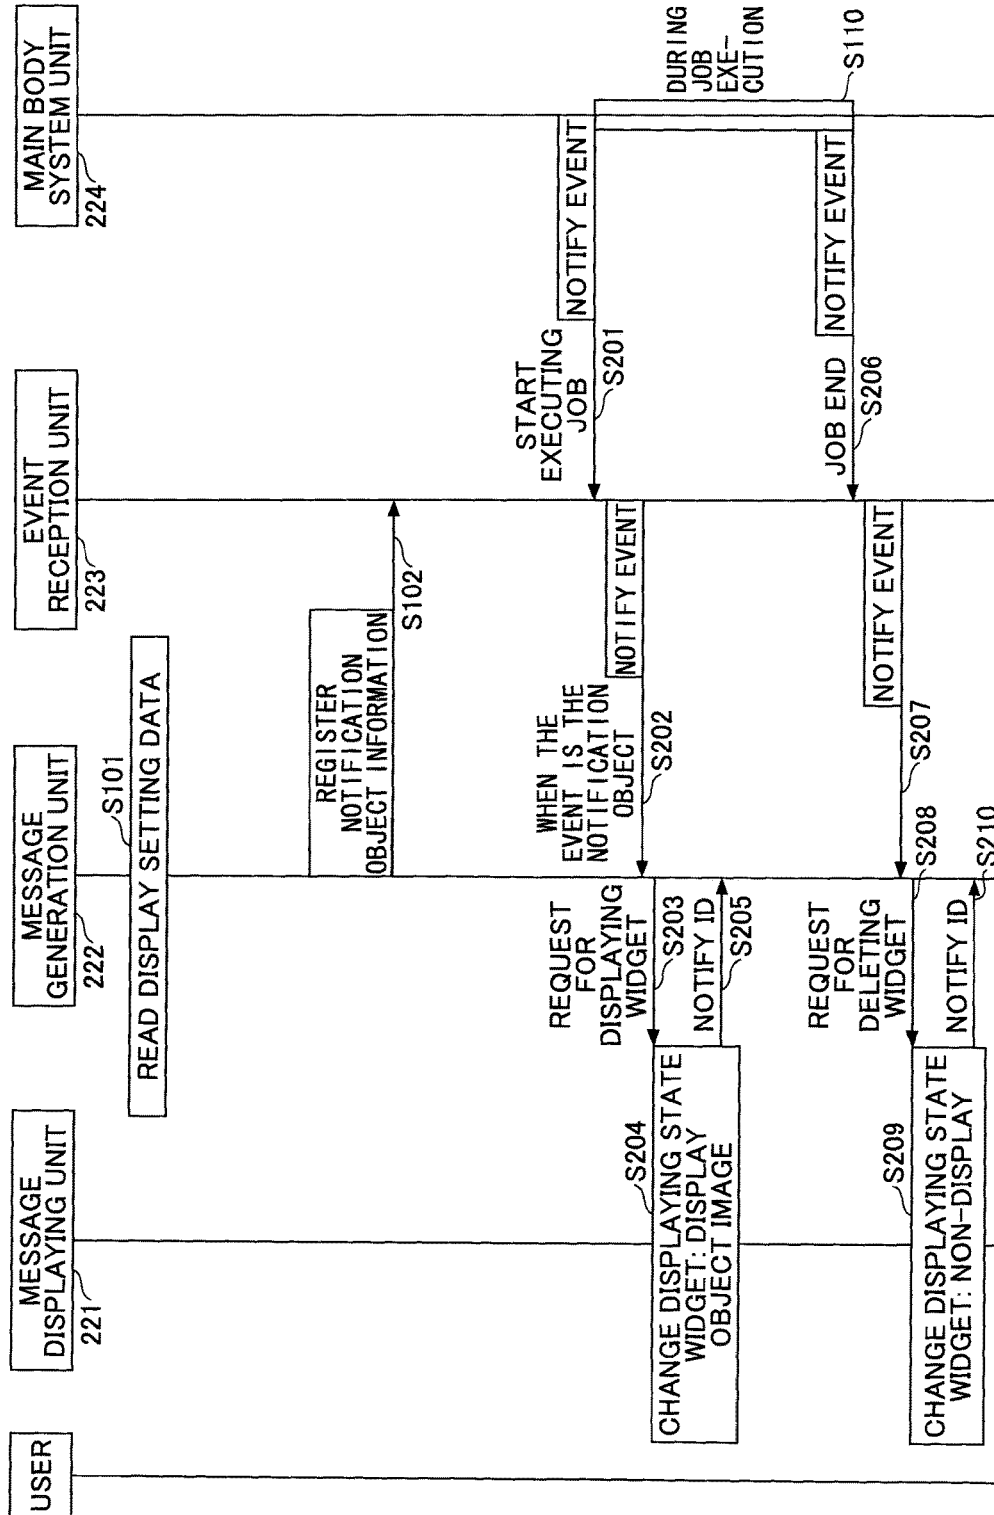 USER
MESSAGE
DISPLAYING UNIT
221
MESSAGE
GENERATION UNIT
222
EVENT
RECEPTION UNIT
223
MAIN BODY
SYSTEM UNIT
224
S101
READ DISPLAY SETTING DATA
REGISTER
NOTIFICATION
OBJECT INFORMATION
S102
START
EXECUTING
JOB
NOTIFY EVENT
S201
DURING
JOB
EXE-
CUTION
S110
WHEN THE
EVENT IS THE
NOTIFICATION
OBJECT
NOTIFY EVENT
S202
REQUEST
FOR
DISPLAYING
WIDGET
S203
S204
CHANGE DISPLAYING STATE
WIDGET: DISPLAY
OBJECT IMAGE
NOTIFY ID
S205
JOB END
NOTIFY EVENT
S206
NOTIFY EVENT
S207
REQUEST
FOR
DELETING
WIDGET
S208
S209
CHANGE DISPLAYING STATE
WIDGET: NON-DISPLAY
NOTIFY ID
S210